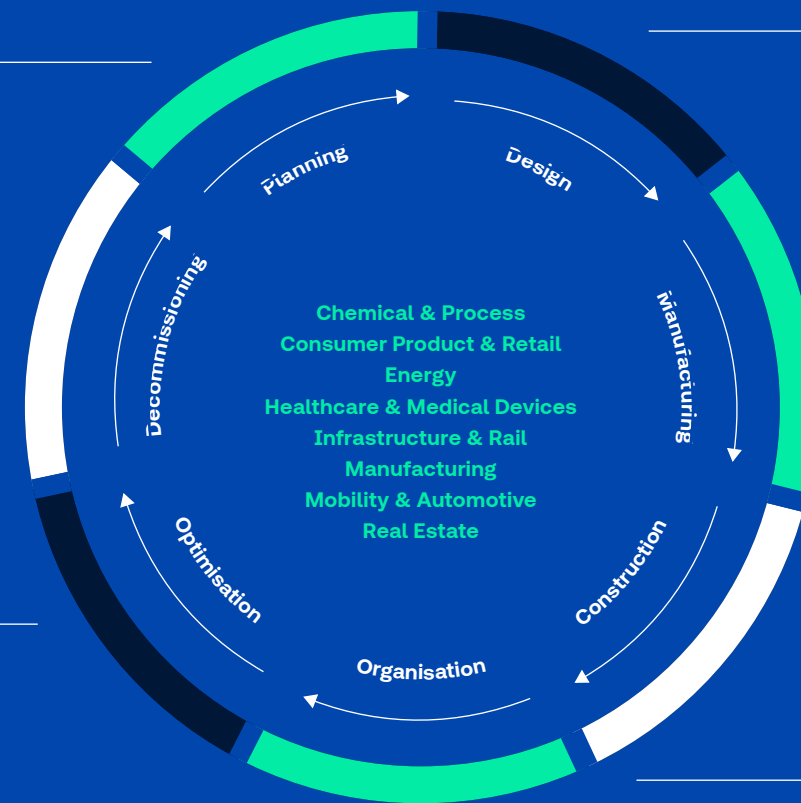 Planning
Design
Decommissioning
Manufacturing
Chemical & Process
Consumer Product & Retail
Energy
Healthcare & Medical Devices
Infrastructure & Rail
Manufacturing
Mobility & Automotive
Real Estate
Optimisation
Construction
Organisation